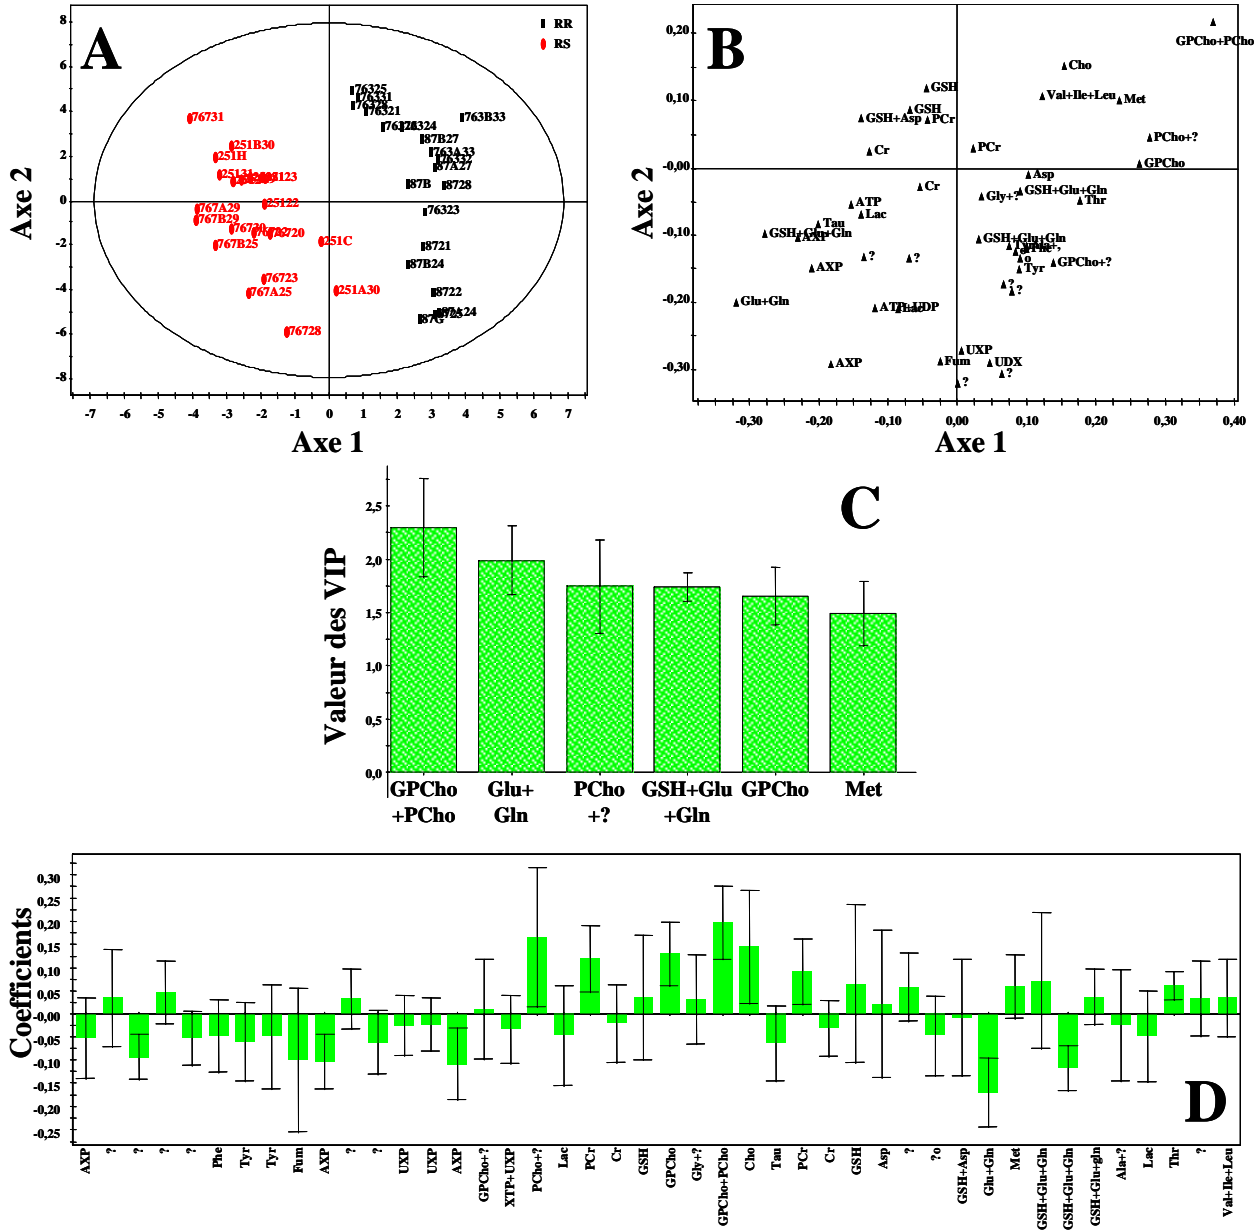 A
RR
RS
8
6
4
2
0
-2
-4
-6
-8
Axe 2
76325
76331
76328
76321
76324
763B33
87B27
763A33
76332
87A27
87B
8728
76323
8721
87B24
8722
87A24
8725
87G
76731
251B30
251H
25131
25122
767A29
767B29
76730
76720
767B25
251C
76723
767A25
251A30
76728
-7 -6 -5 -4 -3 -2 -1 0 1 2 3 4 5 6 7
Axe 1
B
0,20
0,10
-0,00
-0,10
-0,20
-0,30
Axe 2
GPCho+PCho
Cho
GSH
Val+Ile+Leu
Met
GSH
GSH+Asp
PCr
PCho+?
Cr
PCr
GPCho
Asp
Cr
GSH+Glu+Gln
Gly+?
Thr
ATP
Lac
Tau
GSH+Glu+Gln
AXP
GSH+Glu+Gln
?
?
o
GPCho+?
AXP
Tyr
?
?
Glu+Gln
ATP+UDP
Lac
UXP
AXP
Fum
UDX
?
?
-0,30 -0,20 -0,10 0,00 0,10 0,20 0,30 0,40
Axe 1
C
Valeur des VIP
2,5
2,0
1,5
1,0
0,5
0,0
GPCho Glu+ PCho GSH+Glu GPCho Met
+PCho Gln +? +Gln
D
Coefficients
0,30
0,25
0,20
0,15
0,10
0,05
-0,00
-0,05
-0,10
-0,15
-0,20
-0,25
AXP
?
?
?
Phe
Tyr
Tyr
Fum
AXP
?
?
UXP
UXP
AXP
GPCho+?
XTP+UXP
PCho+?
Lac
PCr
Cr
GSH
GPCho
Gly+?
GPCho+PCho
Cho
Tau
PCr
Cr
GSH
Asp
?
?o
GSH+Asp
Glu+Gln
Met
GSH+Glu+Gln
GSH+Glu+Gln
GSH+Glu+gln
Ala+?
Lac
Thr
?
Val+Ile+Leu